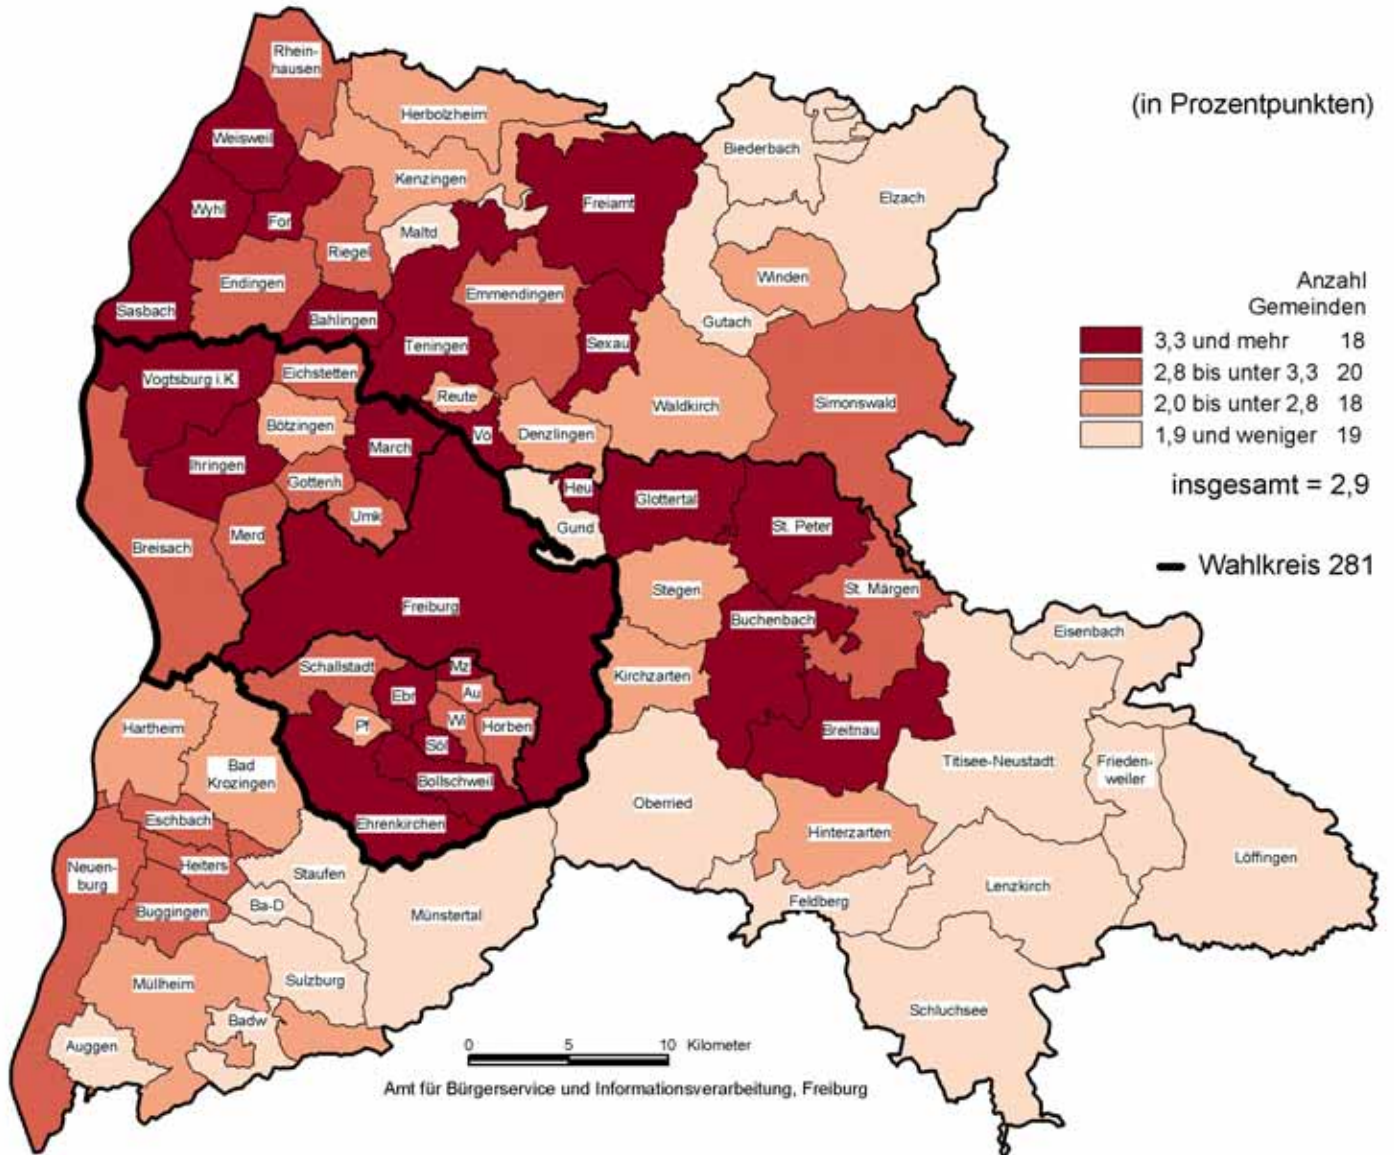 Rhein-
hausen
(in Prozentpunkten)
Herbolzheim
Weisweil
Biederbach
Kenzingen
Elzach
Freiamt
Wyhl
For
Maltd
Riegel
Winden
Endingen
Emmendingen
Anzahl
Gemeinden
Sasbach
Bahlingen
Gutach
3,3 und mehr 18
Teningen
Sexau
2,8 bis unter 3,3 20
Vogtsburg i.K.
Eichstetten
Reute
Waldkirch
Simonswald
2,0 bis unter 2,8 18
Bötzingen
Vö
Denzlingen
1,9 und weniger 19
March
Ihringen
Gottenh
Heu
Glottertal
insgesamt = 2,9
Umk
Gund
St. Peter
Merd
Breisach
Wahlkreis 281
Stegen
St. Märgen
Freiburg
Buchenbach
Eisenbach
Schallstadt
Mz
Kirchzarten
Ebr
Au
Hartheim
Pf
Wi
Horben
Breitnau
Söl
Titisee-Neustadt
Frieden-
weiler
Bad
Krozingen
Bollschweil
Oberried
Eschbach
Ehrenkirchen
Hinterzarten
Neuen-
burg
Heiters
Staufen
Löffingen
Lenzkirch
Buggingen
Ba-D
Münstertal
Feldberg
Müllheim
Sulzburg
Schluchsee
Badw
Auggen
0 5 10 Kilometer
Amt für Bürgerservice und Informationsverarbeitung, Freiburg